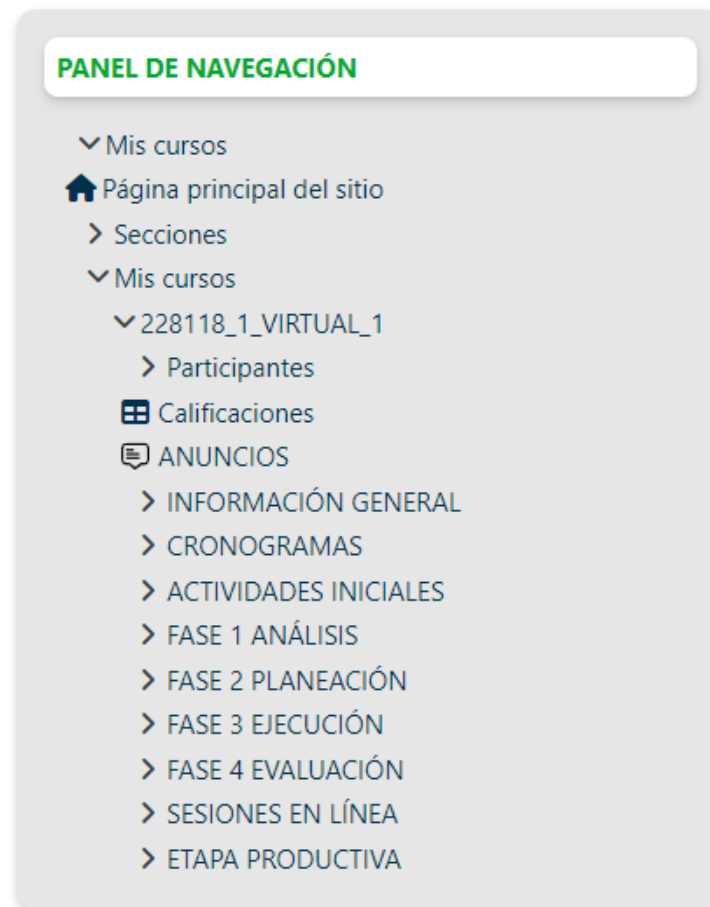 PANEL DE NAVEGACIÓN
Mis cursos
Página principal del sitio
Secciones
Mis cursos
228118_1_VIRTUAL_1
Participantes
Calificaciones
ANUNCIOS
INFORMACIÓN GENERAL
CRONOGRAMAS
ACTIVIDADES INICIALES
FASE 1 ANÁLISIS
FASE 2 PLANEACIÓN
FASE 3 EJECUCIÓN
FASE 4 EVALUACIÓN
SESIONES EN LÍNEA
ETAPA PRODUCTIVA